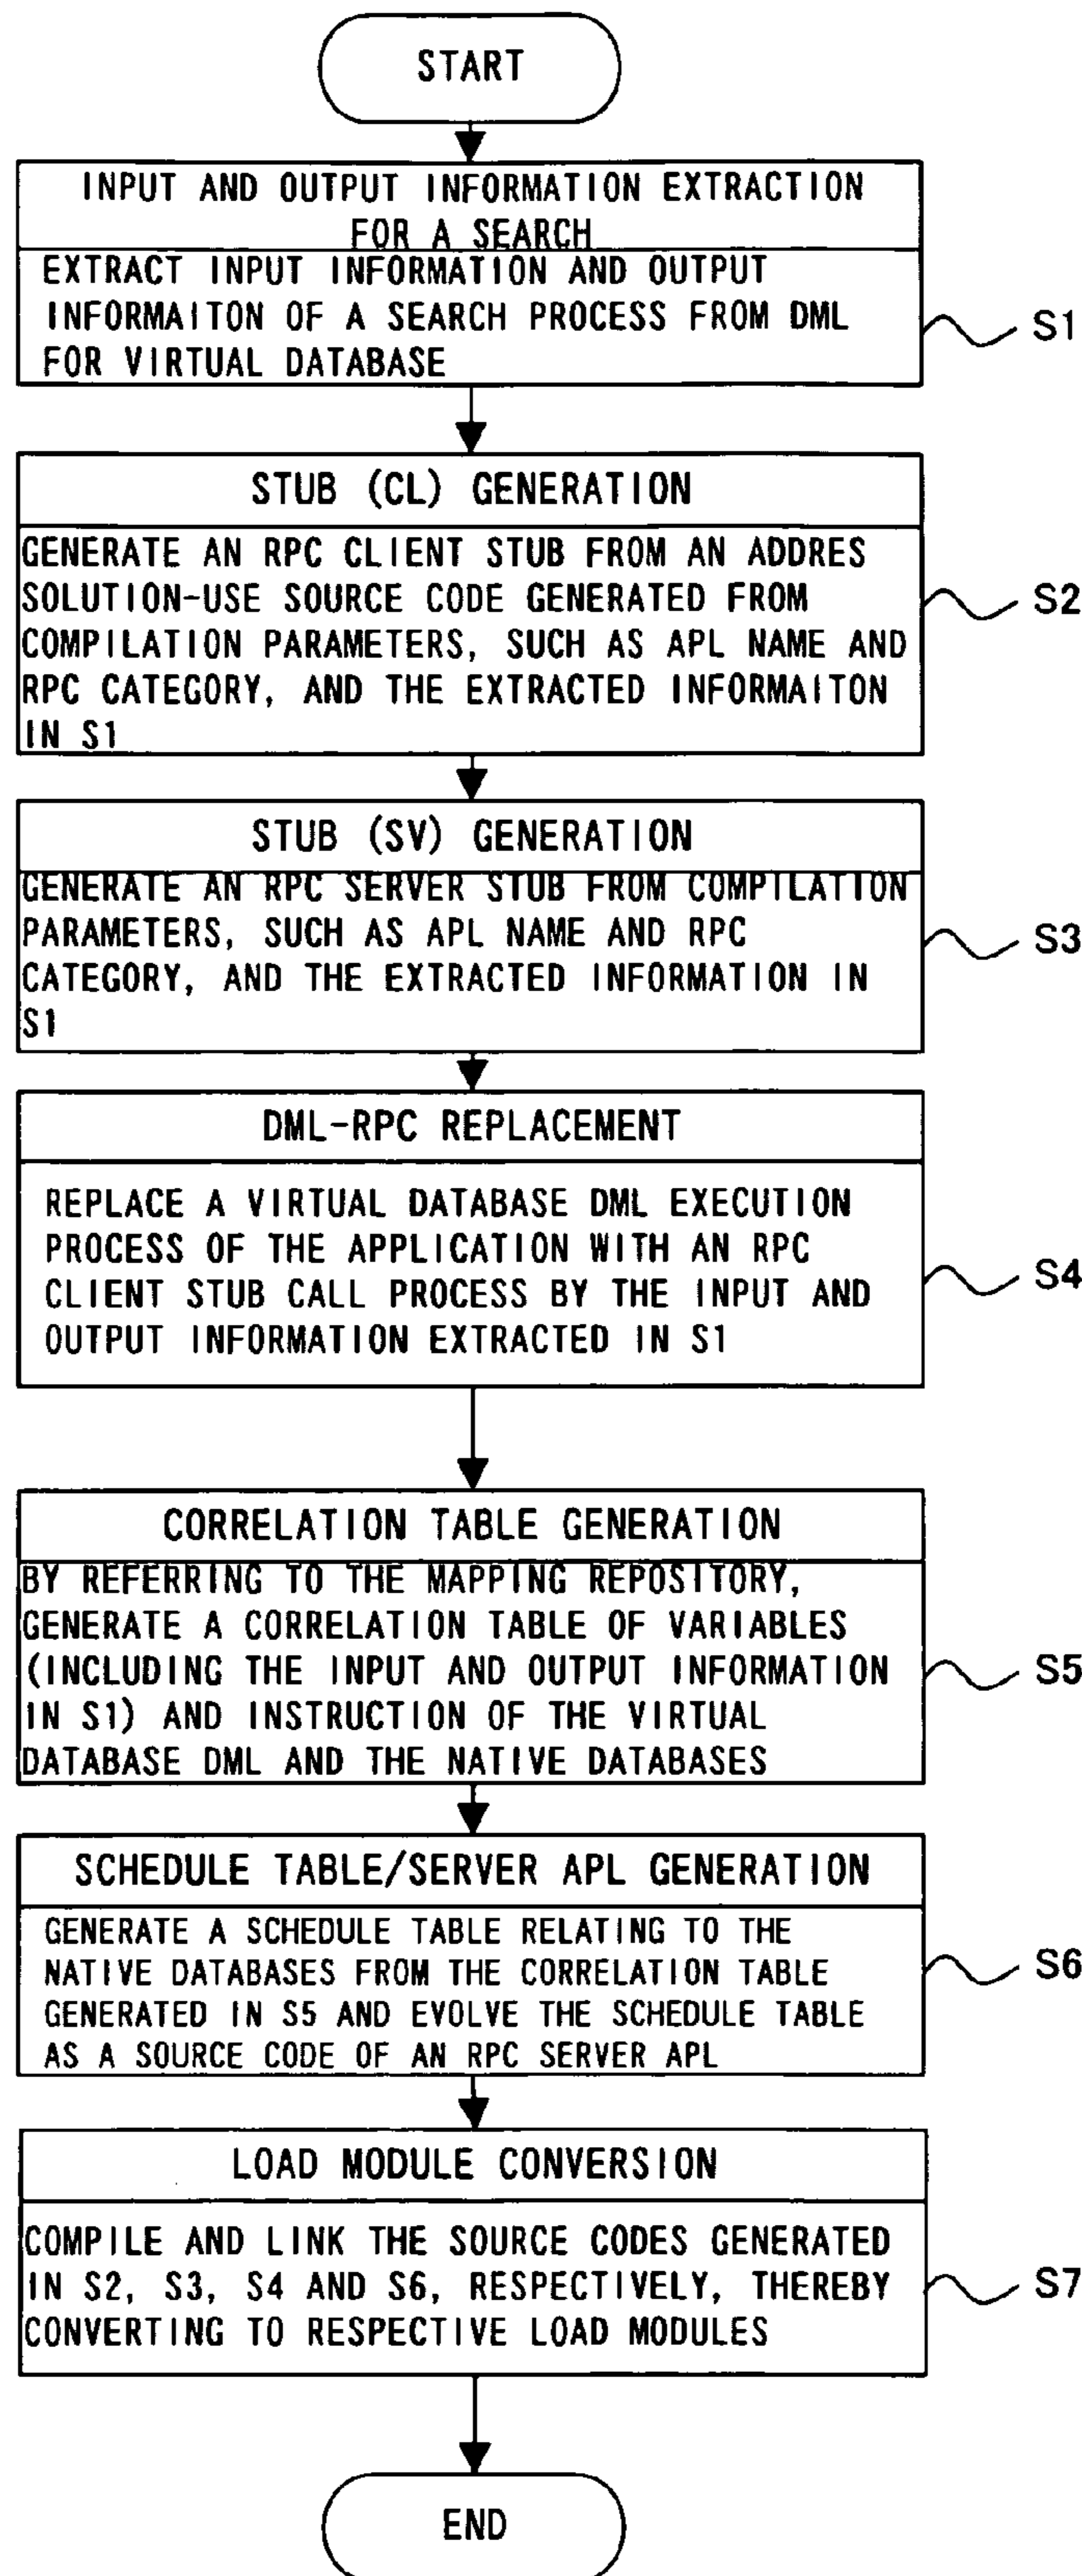 START
INPUT AND OUTPUT INFORMATION EXTRACTION
FOR A SEARCH
EXTRACT INPUT INFORMATION AND OUTPUT
INFORMAITON OF A SEARCH PROCESS FROM DML
FOR VIRTUAL DATABASE
S1
STUB (CL) GENERATION
GENERATE AN RPC CLIENT STUB FROM AN ADDRES
SOLUTION-USE SOURCE CODE GENERATED FROM
COMPILATION PARAMETERS, SUCH AS APL NAME AND
RPC CATEGORY, AND THE EXTRACTED INFORMAITON
IN S1
S2
STUB (SV) GENERATION
GENERATE AN RPC SERVER STUB FROM COMPILATION
PARAMETERS, SUCH AS APL NAME AND RPC
CATEGORY, AND THE EXTRACTED INFORMATION IN
S1
S3
DML-RPC REPLACEMENT
REPLACE A VIRTUAL DATABASE DML EXECUTION
PROCESS OF THE APPLICATION WITH AN RPC
CLIENT STUB CALL PROCESS BY THE INPUT AND
OUTPUT INFORMATION EXTRACTED IN S1
S4
CORRELATION TABLE GENERATION
BY REFERRING TO THE MAPPING REPOSITORY,
GENERATE A CORRELATION TABLE OF VARIABLES
(INCLUDING THE INPUT AND OUTPUT INFORMATION
IN S1) AND INSTRUCTION OF THE VIRTUAL
DATABASE DML AND THE NATIVE DATABASES
S5
SCHEDULE TABLE/SERVER APL GENERATION
GENERATE A SCHEDULE TABLE RELATING TO THE
NATIVE DATABASES FROM THE CORRELATION TABLE
GENERATED IN S5 AND EVOLVE THE SCHEDULE TABLE
AS A SOURCE CODE OF AN RPC SERVER APL
S6
LOAD MODULE CONVERSION
COMPILE AND LINK THE SOURCE CODES GENERATED
IN S2, S3, S4 AND S6, RESPECTIVELY, THEREBY
CONVERTING TO RESPECTIVE LOAD MODULES
S7
END